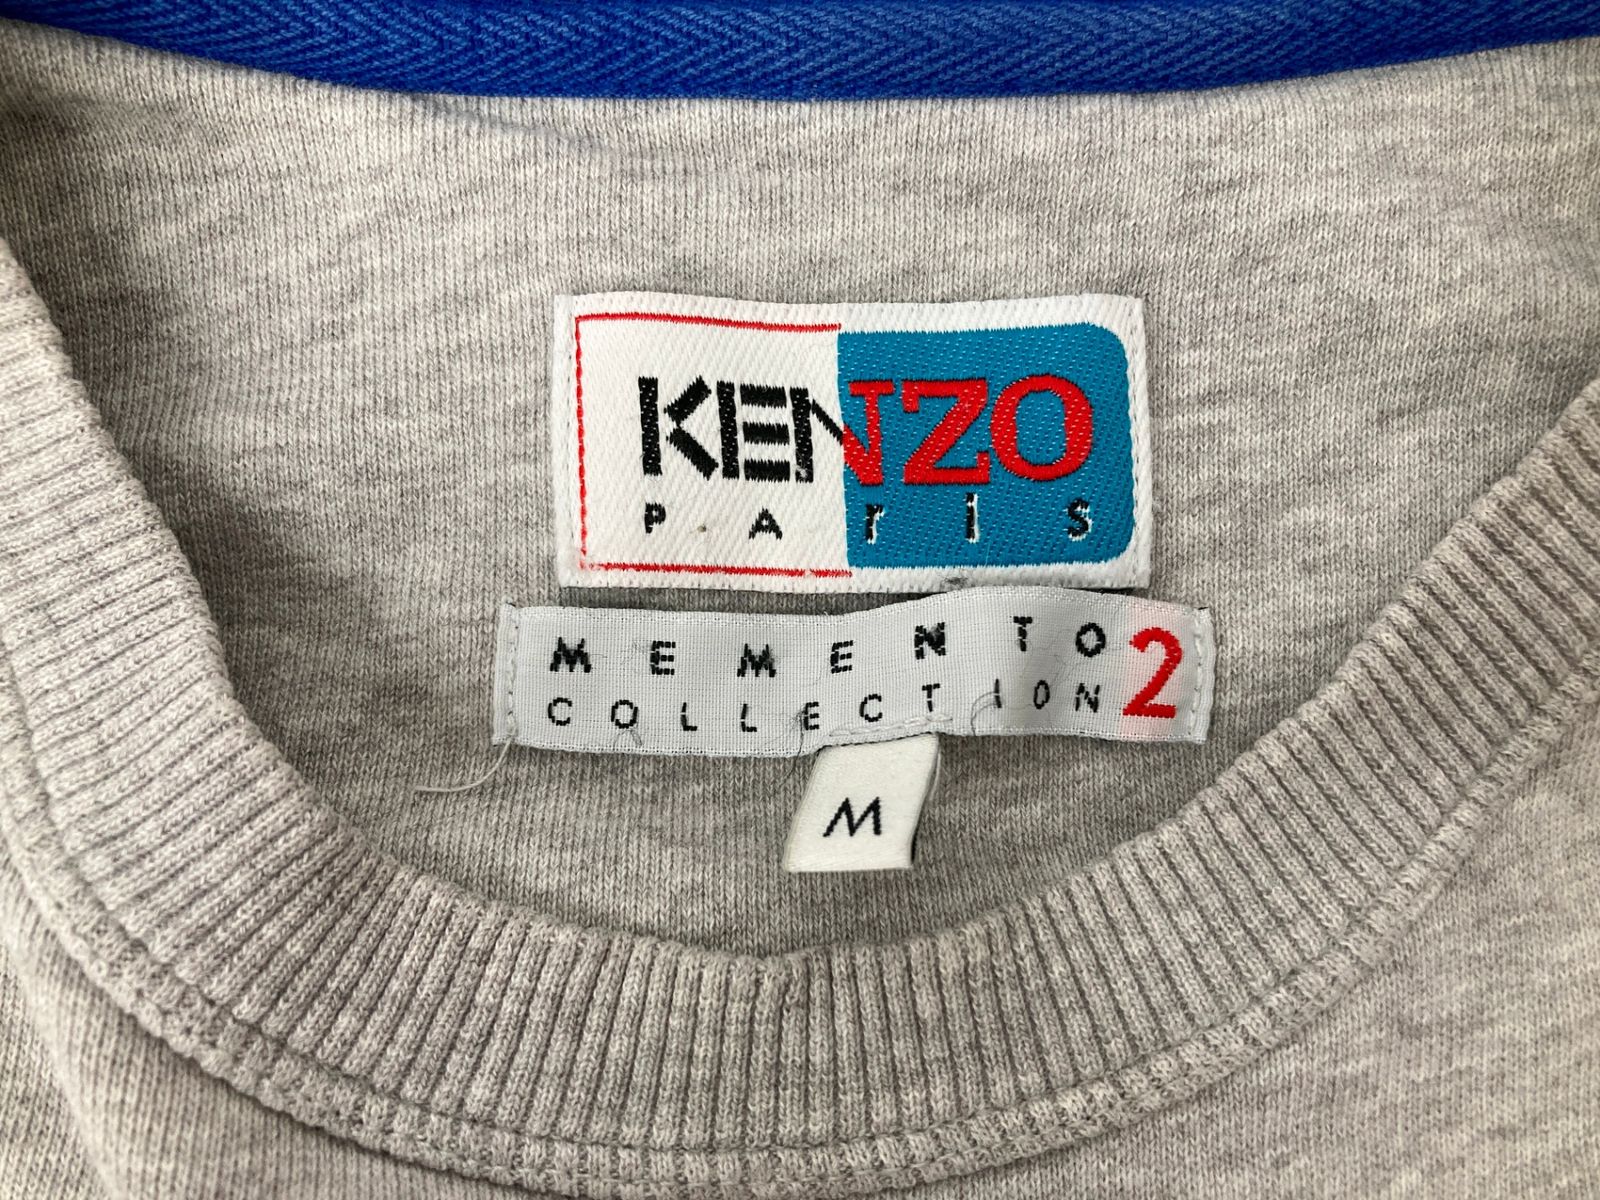 KENZO
PAris
MEMENTO 2
COLLECTION
M